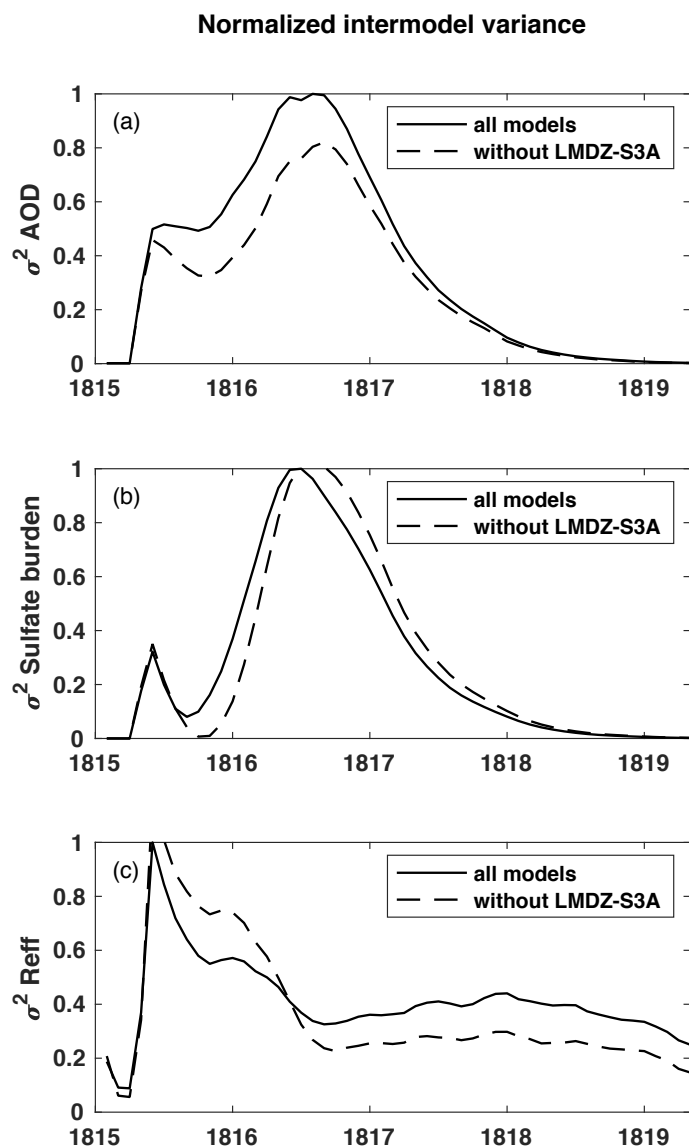 Normalized intermodel variance
(a)
all models
without LMDZ-S3A
σ² AOD
1
0.8
0.6
0.4
0.2
0
1815 1816 1817 1818 1819
(b)
all models
without LMDZ-S3A
σ² Sulfate burden
1
0.8
0.6
0.4
0.2
0
1815 1816 1817 1818 1819
(c)
all models
without LMDZ-S3A
σ² Reff
1
0.8
0.6
0.4
0.2
0
1815 1816 1817 1818 1819